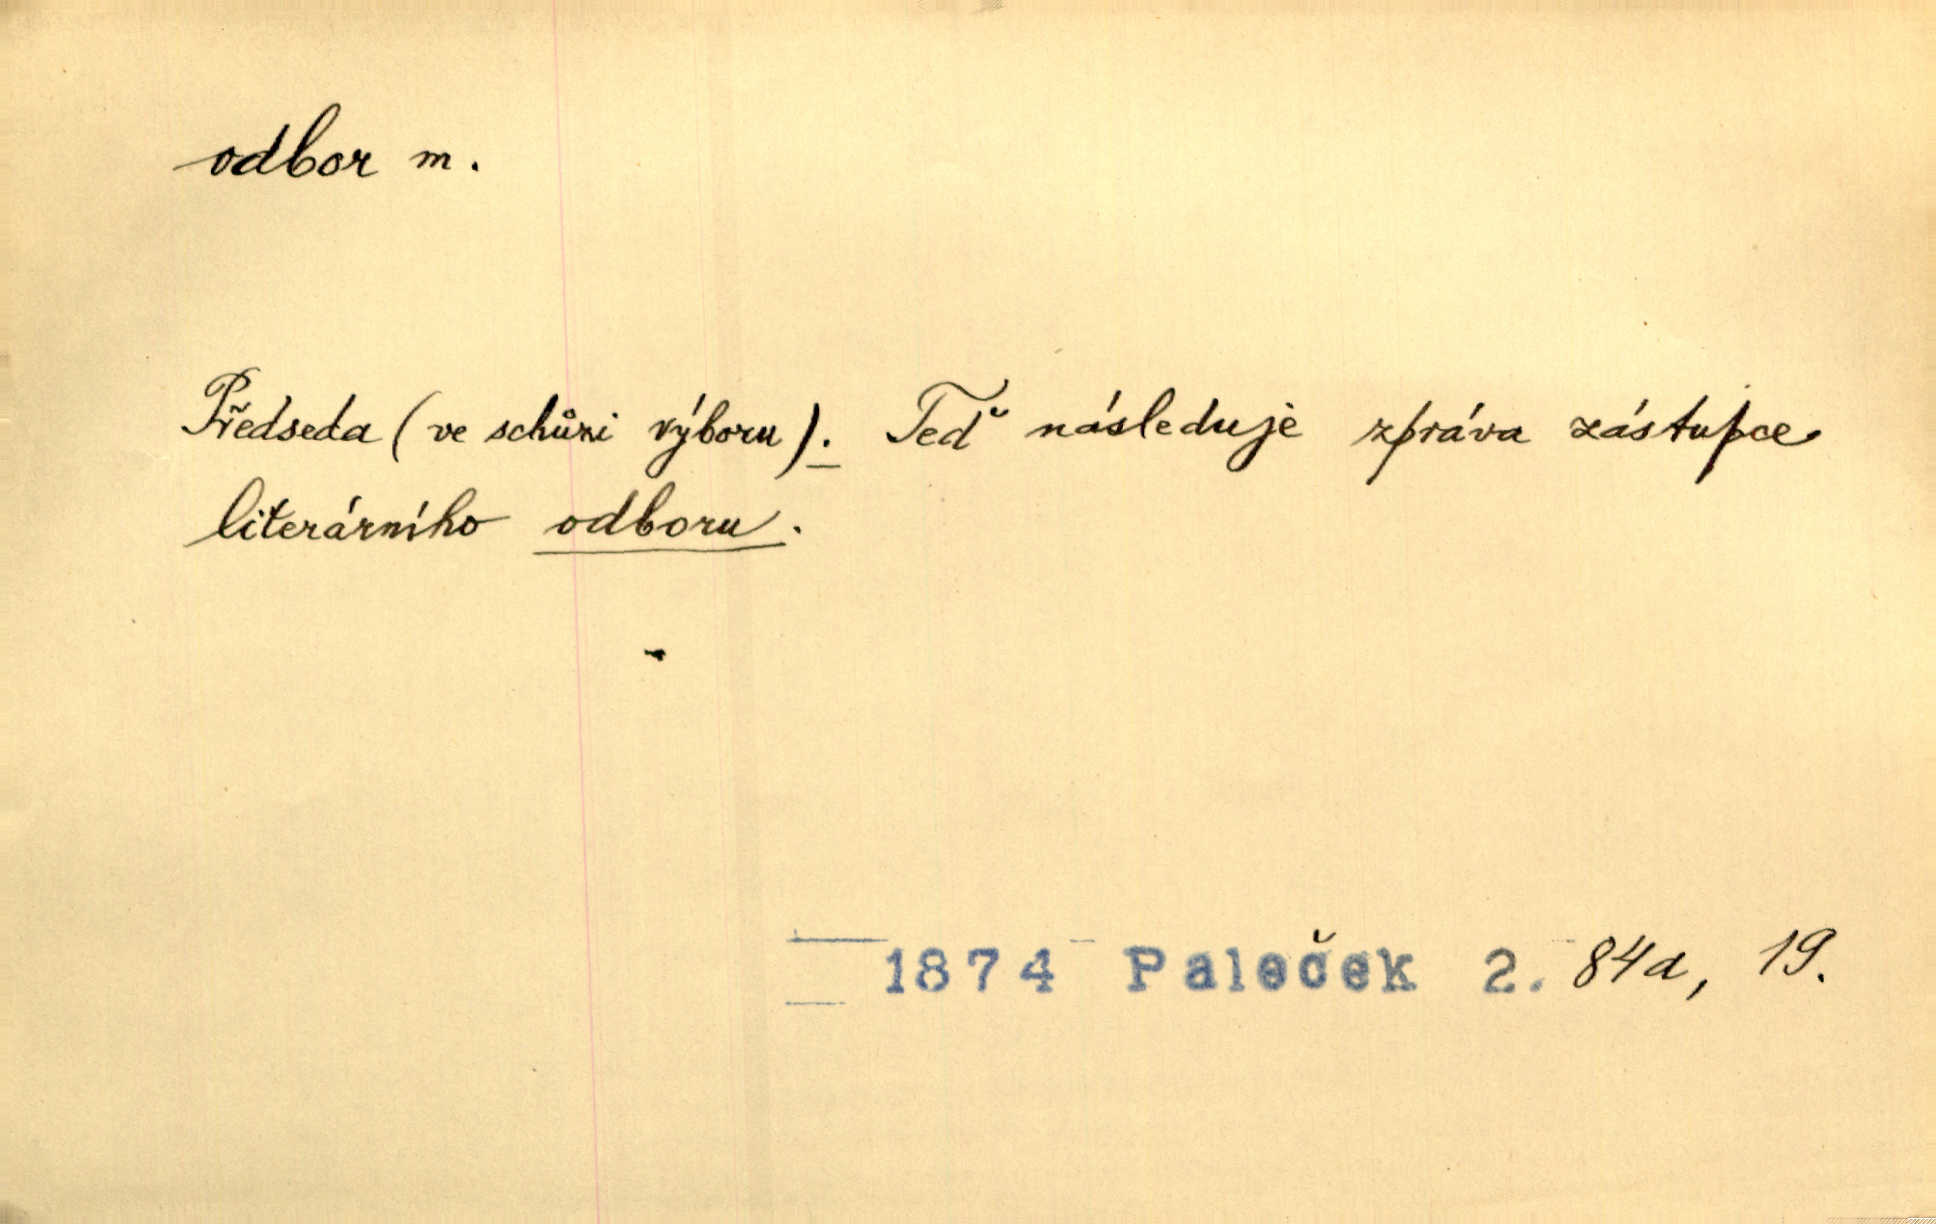 odbor m.
Předseda (ve schůzi výboru). Teď následuje zpráva zástupce
literárního odboru.
1874 Paleček 2. 84a, 19.